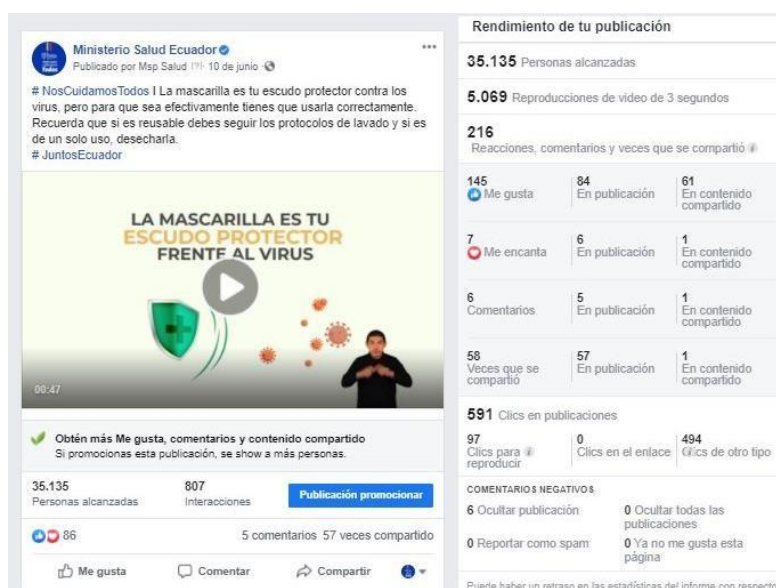 Ministerio Salud Ecuador
Publicado por Msp Salud [?] · 10 de junio ·
# NosCuidamosTodos I La mascarilla es tu escudo protector contra los
virus, pero para que sea efectivamente tienes que usarla correctamente.
Recuerda que si es reusable debes seguir los protocolos de lavado y si es
de un solo uso, desecharla.
# JuntosEcuador
LA MASCARILLA ES TU
ESCUDO PROTECTOR
FRENTE AL VIRUS
00:47
Obtén más Me gusta, comentarios y contenido compartido
Si promocionas esta publicación, se show a más personas.
35.135
Personas alcanzadas
807
Interacciones
Publicación promocionar
86
5 comentarios 57 veces compartido
Me gusta
Comentar
Compartir
Rendimiento de tu publicación
35.135 Personas alcanzadas
5.069 Reproducciones de video de 3 segundos
216
Reacciones, comentarios y veces que se compartió
145
Me gusta
84
En publicación
61
En contenido
compartido
7
Me encanta
6
En publicación
1
En contenido
compartido
6
Comentarios
5
En publicación
1
En contenido
compartido
58
Veces que se
compartió
57
En publicación
1
En contenido
compartido
591 Clics en publicaciones
97
Clics para
reproducir
0
Clics en el enlace
494
Clics de otro tipo
COMENTARIOS NEGATIVOS
6 Ocultar publicación
0 Ocultar todas las
publicaciones
0 Reportar como spam
0 Ya no me gusta esta
página
Puede haber un retraso en las estadísticas del informe con respecto